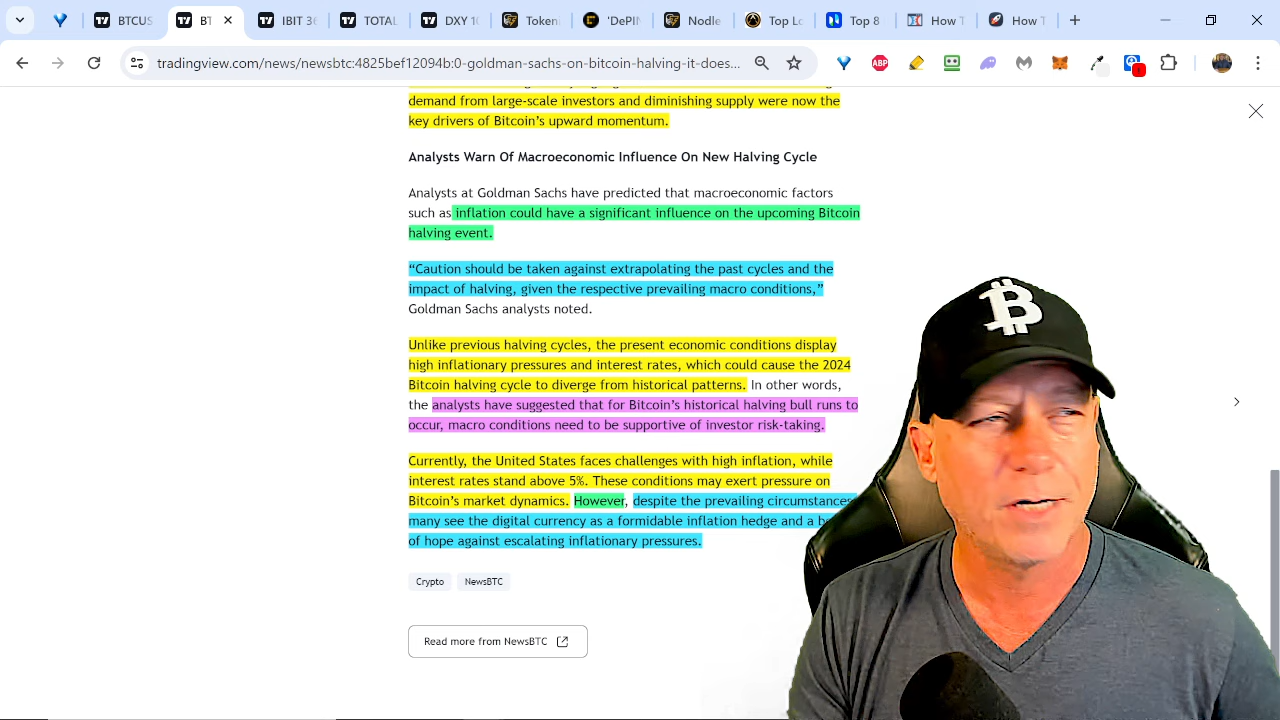 BTCUS
BT
IBIT 36
TOTAL
DXY 10
Token
'DePIN
Nodle
Top Lo
Top 8
How T
How T
tradingview.com/news/newsbtc:4825bef12094b:0-goldman-sachs-on-bitcoin-halving-it-does...
ABP
demand from large-scale investors and diminishing supply were now the
key drivers of Bitcoin's upward momentum.
Analysts Warn Of Macroeconomic Influence On New Halving Cycle
Analysts at Goldman Sachs have predicted that macroeconomic factors
such as inflation could have a significant influence on the upcoming Bitcoin
halving event.
“Caution should be taken against extrapolating the past cycles and the
impact of halving, given the respective prevailing macro conditions,”
Goldman Sachs analysts noted.
Unlike previous halving cycles, the present economic conditions display
high inflationary pressures and interest rates, which could cause the 2024
Bitcoin halving cycle to diverge from historical patterns. In other words,
the analysts have suggested that for Bitcoin's historical halving bull runs to
occur, macro conditions need to be supportive of investor risk-taking.
Currently, the United States faces challenges with high inflation, while
interest rates stand above 5%. These conditions may exert pressure on
Bitcoin's market dynamics. However, despite the prevailing circumstances
many see the digital currency as a formidable inflation hedge and a b
of hope against escalating inflationary pressures.
Crypto
NewsBTC
Read more from NewsBTC